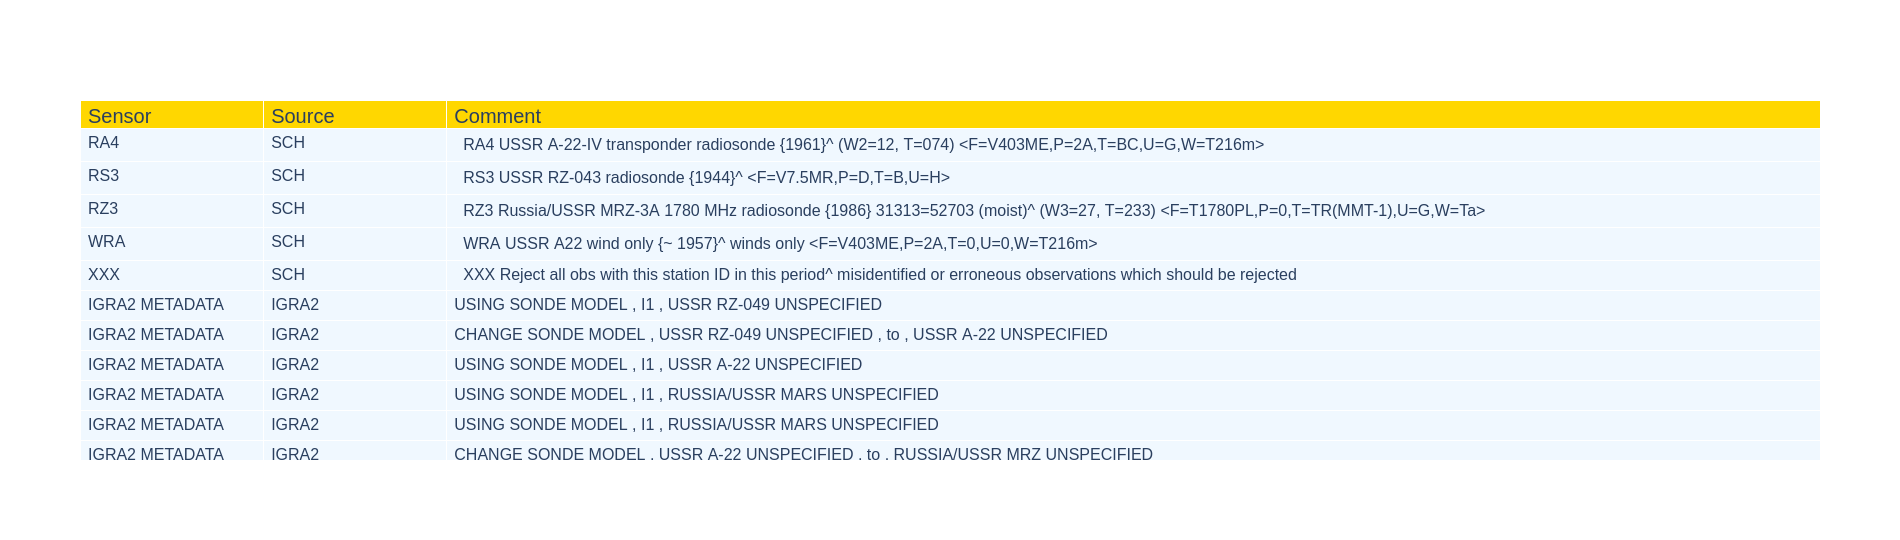 Sensor Source Comment
RA4 SCH RA4 USSR A-22-IV transponder radiosonde {1961}^ (W2=12, T=074) <F=V403ME,P=2A,T=BC,U=G,W=T216m>
RS3 SCH RS3 USSR RZ-043 radiosonde {1944}^ <F=V7.5MR,P=D,T=B,U=H>
RZ3 SCH RZ3 Russia/USSR MRZ-3A 1780 MHz radiosonde {1986} 31313=52703 (moist)^ (W3=27, T=233) <F=T1780PL,P=0,T=TR(MMT-1),U=G,W=Ta>
WRA SCH WRA USSR A22 wind only {~ 1957}^ winds only <F=V403ME,P=2A,T=0,U=0,W=T216m>
XXX SCH XXX Reject all obs with this station ID in this period^ misidentified or erroneous observations which should be rejected
IGRA2 METADATA IGRA2 USING SONDE MODEL , I1 , USSR RZ-049 UNSPECIFIED
IGRA2 METADATA IGRA2 CHANGE SONDE MODEL , USSR RZ-049 UNSPECIFIED , to , USSR A-22 UNSPECIFIED
IGRA2 METADATA IGRA2 USING SONDE MODEL , I1 , USSR A-22 UNSPECIFIED
IGRA2 METADATA IGRA2 USING SONDE MODEL , I1 , RUSSIA/USSR MARS UNSPECIFIED
IGRA2 METADATA IGRA2 USING SONDE MODEL , I1 , RUSSIA/USSR MARS UNSPECIFIED
IGRA2 METADATA IGRA2 CHANGE SONDE MODEL , USSR A-22 UNSPECIFIED , to , RUSSIA/USSR MRZ UNSPECIFIED